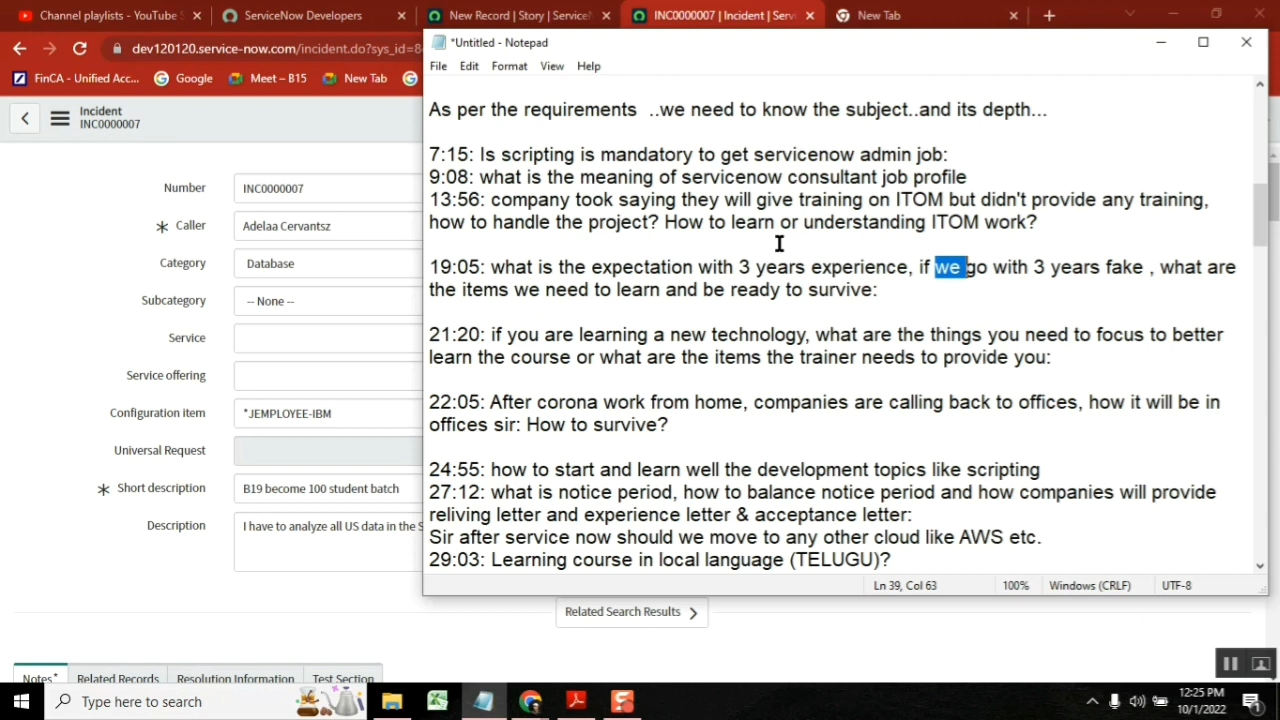 Channel playlists - YouTube S
ServiceNow Developers
New Record | Story | ServiceN
INC0000007 | Incident | Servi
New Tab
dev120120.service-now.com/incident.do?sys_id=8
FinCA - Unified Acc...
Google
Meet – B15
New Tab
*Untitled - Notepad
File Edit Format View Help
Incident
INC0000007
Number
INC0000007
Caller
Adelaa Cervantsz
Category
Database
Subcategory
-- None --
Service
Service offering
Configuration item
*JEMPLOYEE-IBM
Universal Request
Short description
B19 become 100 student batch
Description
I have to analyze all US data in the S
As per the requirements ..we need to know the subject..and its depth...
7:15: Is scripting is mandatory to get servicenow admin job:
9:08: what is the meaning of servicenow consultant job profile
13:56: company took saying they will give training on ITOM but didn't provide any training,
how to handle the project? How to learn or understanding ITOM work?
19:05: what is the expectation with 3 years experience, if we go with 3 years fake , what are
the items we need to learn and be ready to survive:
21:20: if you are learning a new technology, what are the things you need to focus to better
learn the course or what are the items the trainer needs to provide you:
22:05: After corona work from home, companies are calling back to offices, how it will be in
offices sir: How to survive?
24:55: how to start and learn well the development topics like scripting
27:12: what is notice period, how to balance notice period and how companies will provide
reliving letter and experience letter & acceptance letter:
Sir after service now should we move to any other cloud like AWS etc.
29:03: Learning course in local language (TELUGU)?
Ln 39, Col 63
100%
Windows (CRLF)
UTF-8
Related Search Results
Notes*
Related Records
Resolution Information
Test Section
Type here to search
12:25 PM
10/1/2022